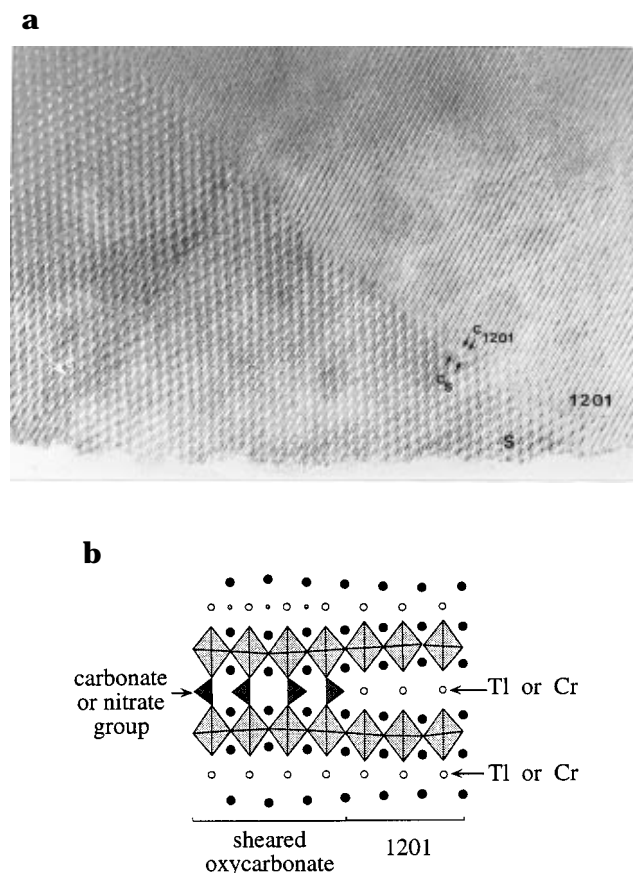 a
c1201
cs
1201
S
b
carbonate
or nitrate
group
Tl or Cr
Tl or Cr
sheared
oxycarbonate
1201